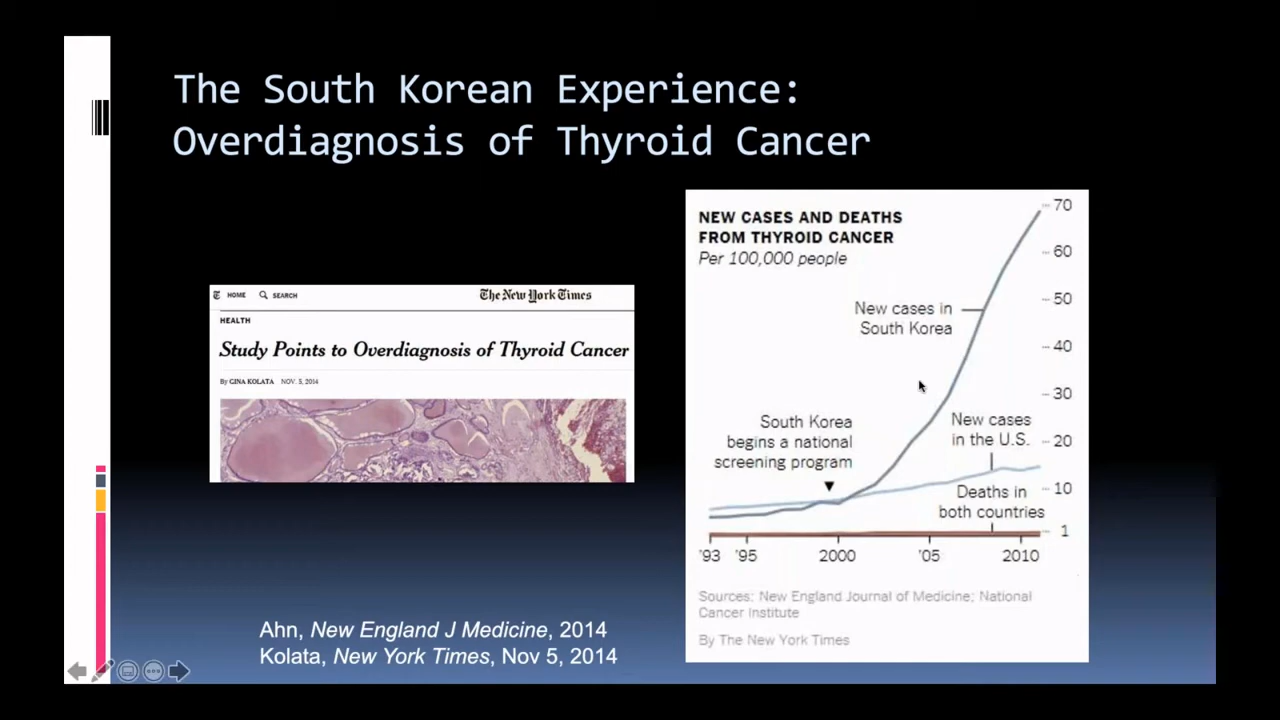 The South Korean Experience:
Overdiagnosis of Thyroid Cancer
HOME
SEARCH
The New York Times
HEALTH
Study Points to Overdiagnosis of Thyroid Cancer
By GINA KOLATA NOV. 5, 2014
NEW CASES AND DEATHS
FROM THYROID CANCER
Per 100,000 people
70
60
50
40
30
20
10
1
New cases in
South Korea
South Korea
begins a national
screening program
New cases
in the U.S.
Deaths in
both countries
'93 '95 2000 '05 2010
Sources: New England Journal of Medicine; National
Cancer Institute
By The New York Times
Ahn, New England J Medicine, 2014
Kolata, New York Times, Nov 5, 2014